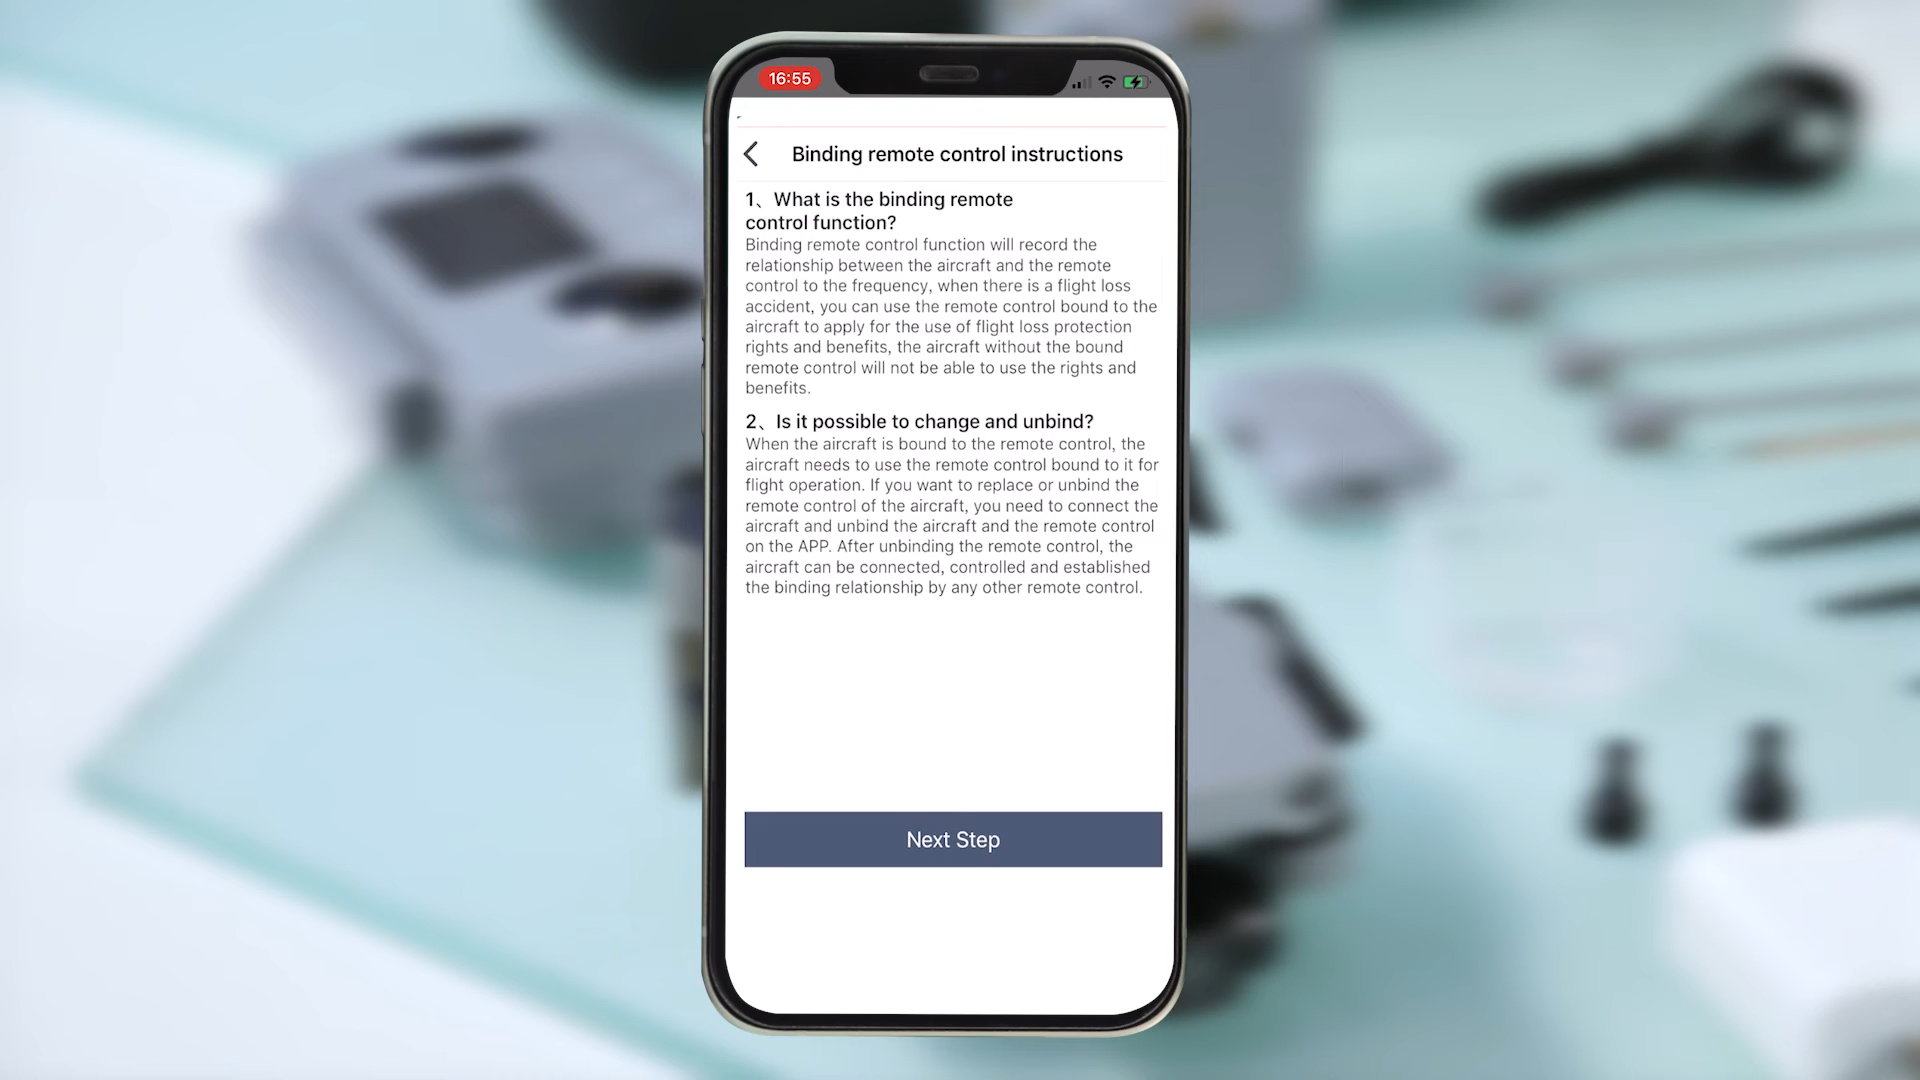 16:55
Binding remote control instructions
1、What is the binding remote
control function?
Binding remote control function will record the
relationship between the aircraft and the remote
control to the frequency, when there is a flight loss
accident, you can use the remote control bound to the
aircraft to apply for the use of flight loss protection
rights and benefits, the aircraft without the bound
remote control will not be able to use the rights and
benefits.
2、Is it possible to change and unbind?
When the aircraft is bound to the remote control, the
aircraft needs to use the remote control bound to it for
flight operation. If you want to replace or unbind the
remote control of the aircraft, you need to connect the
aircraft and unbind the aircraft and the remote control
on the APP. After unbinding the remote control, the
aircraft can be connected, controlled and established
the binding relationship by any other remote control.
Next Step